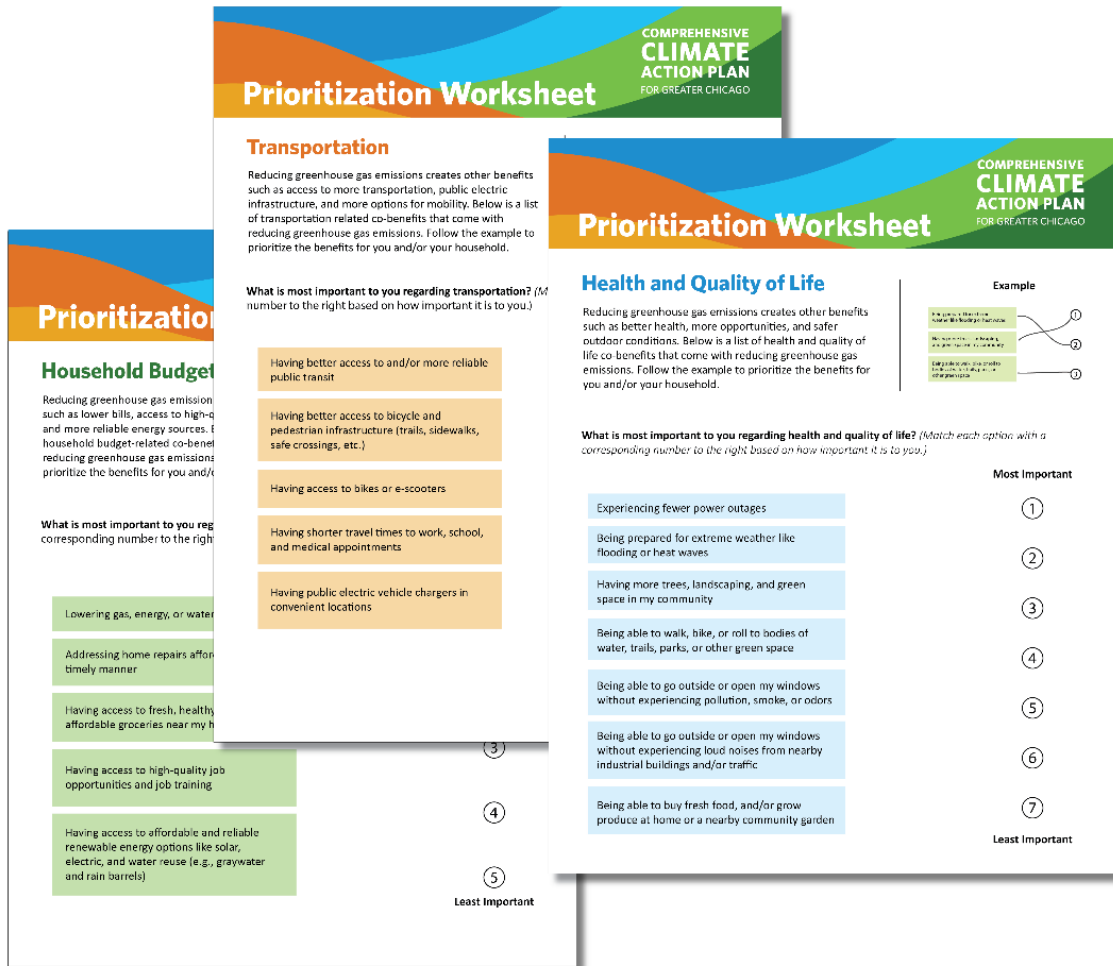 COMPREHENSIVE
CLIMATE
ACTION PLAN
FOR GREATER CHICAGO
Prioritization Worksheet
Transportation
Reducing greenhouse gas emissions creates other benefits
such as access to more transportation, public electric
infrastructure, and more options for mobility. Below is a list
of transportation related co-benefits that come with
reducing greenhouse gas emissions. Follow the example to
prioritize the benefits for you and/or your household.
What is most important to you regarding transportation? (M
number to the right based on how important it is to you.)
Having better access to and/or more reliable
public transit
Having better access to bicycle and
pedestrian infrastructure (trails, sidewalks,
safe crossings, etc.)
Having access to bikes or e-scooters
Having shorter travel times to work, school,
and medical appointments
Having public electric vehicle chargers in
convenient locations
COMPREHENSIVE
CLIMATE
ACTION PLAN
FOR GREATER CHICAGO
Prioritization Worksheet
Health and Quality of Life
Reducing greenhouse gas emissions creates other benefits
such as better health, more opportunities, and safer
outdoor conditions. Below is a list of health and quality of
life co-benefits that come with reducing greenhouse gas
emissions. Follow the example to prioritize the benefits for
you and/or your household.
Example
1
2
3
What is most important to you regarding health and quality of life? (Match each option with a
corresponding number to the right based on how important it is to you.)
Most Important
Experiencing fewer power outages
Being prepared for extreme weather like
flooding or heat waves
Having more trees, landscaping, and green
space in my community
Being able to walk, bike, or roll to bodies of
water, trails, parks, or other green space
Being able to go outside or open my windows
without experiencing pollution, smoke, or odors
Being able to go outside or open my windows
without experiencing loud noises from nearby
industrial buildings and/or traffic
Being able to buy fresh food, and/or grow
produce at home or a nearby community garden
1
2
3
4
5
6
7
Least Important
Prioritization
Household Budget
Reducing greenhouse gas emission
such as lower bills, access to high-q
and more reliable energy sources.
household budget-related co-benef
reducing greenhouse gas emissions
prioritize the benefits for you and/
What is most important to you reg
corresponding number to the right
Lowering gas, energy, or water
Addressing home repairs afford
timely manner
Having access to fresh, healthy
affordable groceries near my h
Having access to high-quality job
opportunities and job training
Having access to affordable and reliable
renewable energy options like solar,
electric, and water reuse (e.g., graywater
and rain barrels)
3
4
5
Least Important